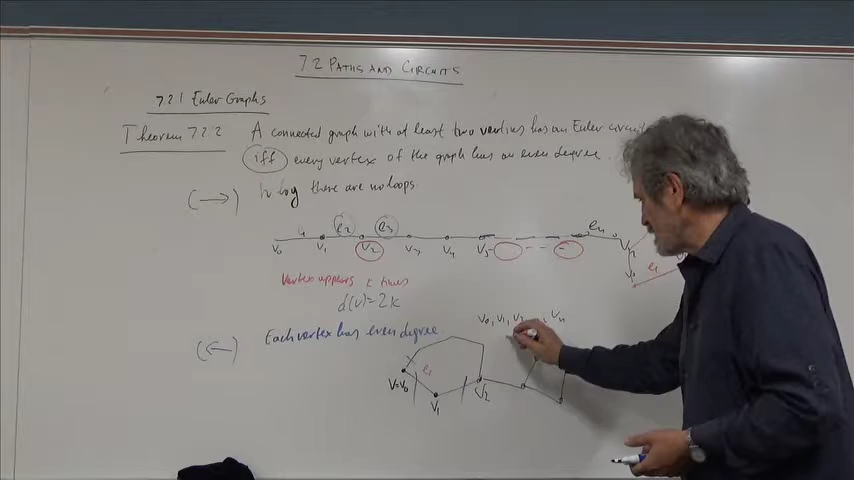 7.2 PATHS AND CIRCUITS
7.2.1 Euler Graphs
Theorem 7.2.2 A connected graph with at least two vertices has an Euler circuit
iff every vertex of the graph has an even degree.
(→) there are no loops
e2 e3 en
V0 V1 V2 V3 V4 V5 Vn
V0 e1
Vertex appears k times
d(v)=2k
V0, V1, V2 Vn
(←) Each vertex has even degree
e1
V=V0 V1 V2